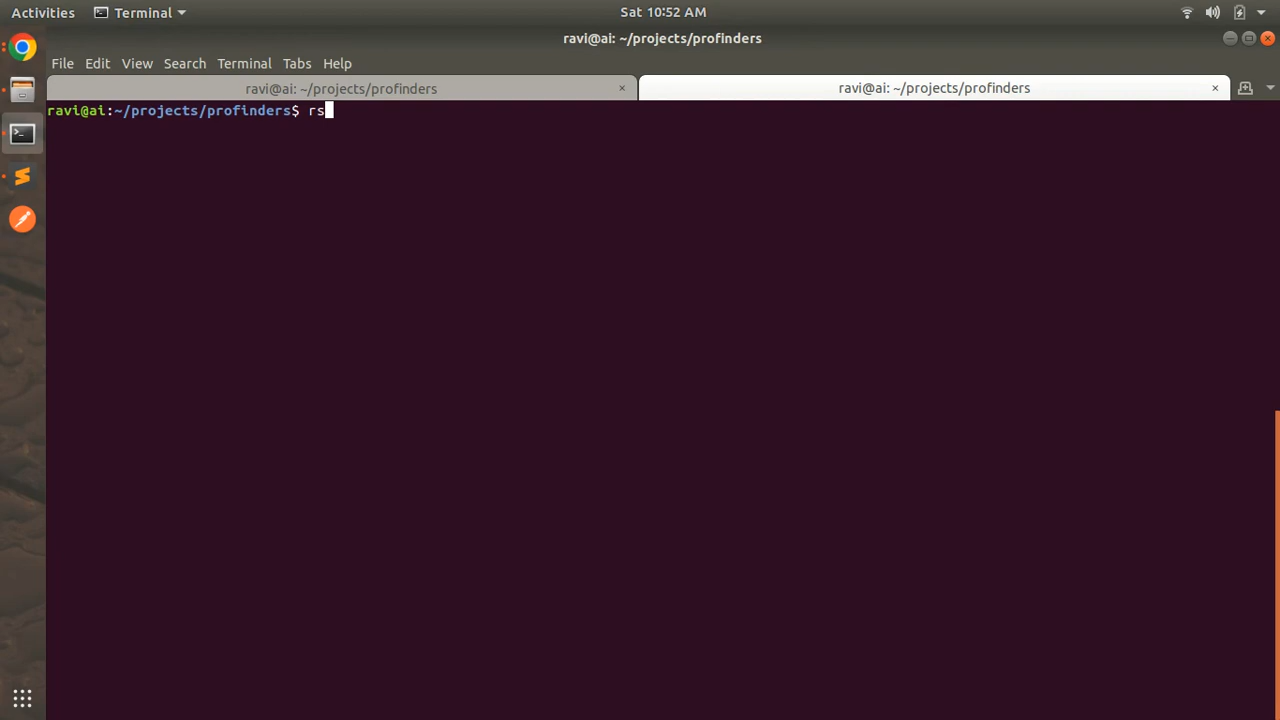 Activities Terminal Sat 10:52 AM
ravi@ai: ~/projects/profinders
File Edit View Search Terminal Tabs Help
ravi@ai: ~/projects/profinders × ravi@ai: ~/projects/profinders ×
ravi@ai:~/projects/profinders$ rs